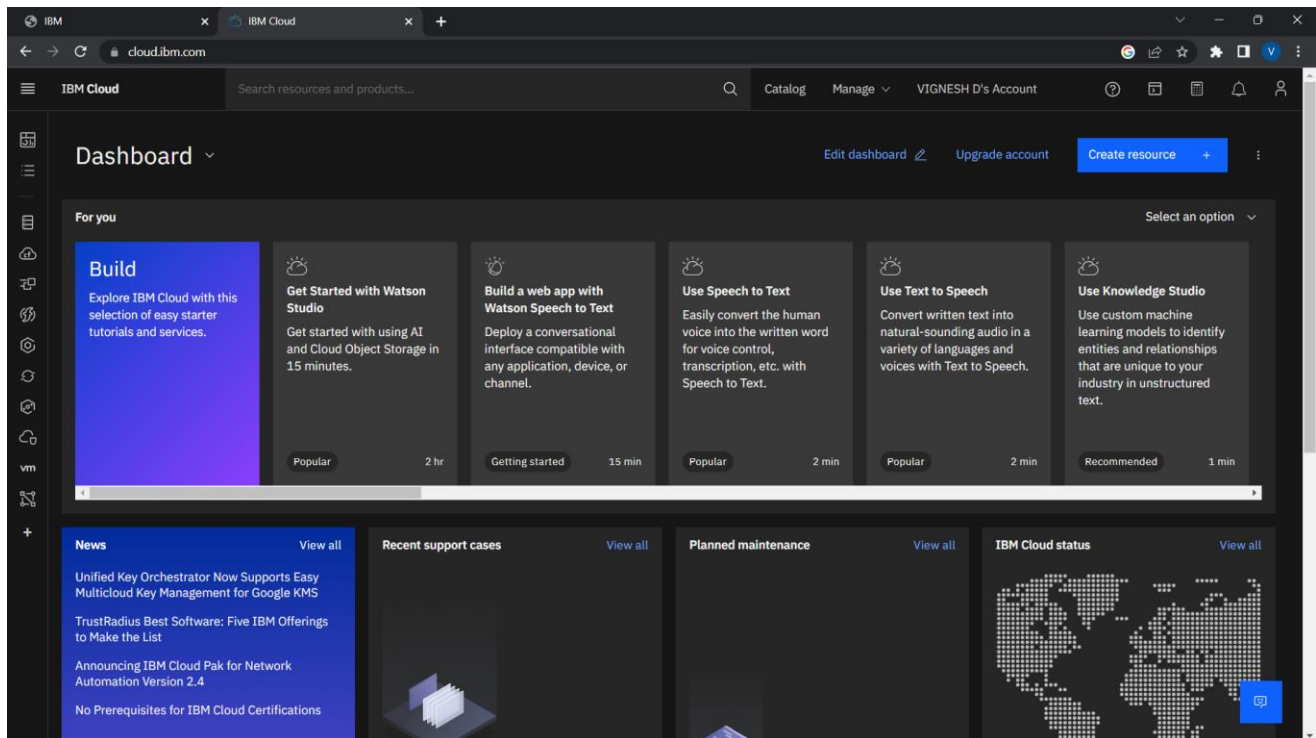 IBM
IBM Cloud
cloud.ibm.com
V
IBM Cloud
Search resources and products...
Catalog
Manage
VIGNESH D's Account
Dashboard
Edit dashboard
Upgrade account
Create resource +
For you
Select an option
Build
Explore IBM Cloud with this
selection of easy starter
tutorials and services.
Get Started with Watson
Studio
Get started with using AI
and Cloud Object Storage in
15 minutes.
Popular
2 hr
Build a web app with
Watson Speech to Text
Deploy a conversational
interface compatible with
any application, device, or
channel.
Getting started
15 min
Use Speech to Text
Easily convert the human
voice into the written word
for voice control,
transcription, etc. with
Speech to Text.
Popular
2 min
Use Text to Speech
Convert written text into
natural-sounding audio in a
variety of languages and
voices with Text to Speech.
Popular
2 min
Use Knowledge Studio
Use custom machine
learning models to identify
entities and relationships
that are unique to your
industry in unstructured
text.
Recommended
1 min
vm
News
View all
Unified Key Orchestrator Now Supports Easy
Multicloud Key Management for Google KMS
TrustRadius Best Software: Five IBM Offerings
to Make the List
Announcing IBM Cloud Pak for Network
Automation Version 2.4
No Prerequisites for IBM Cloud Certifications
Recent support cases
View all
Planned maintenance
View all
IBM Cloud status
View all